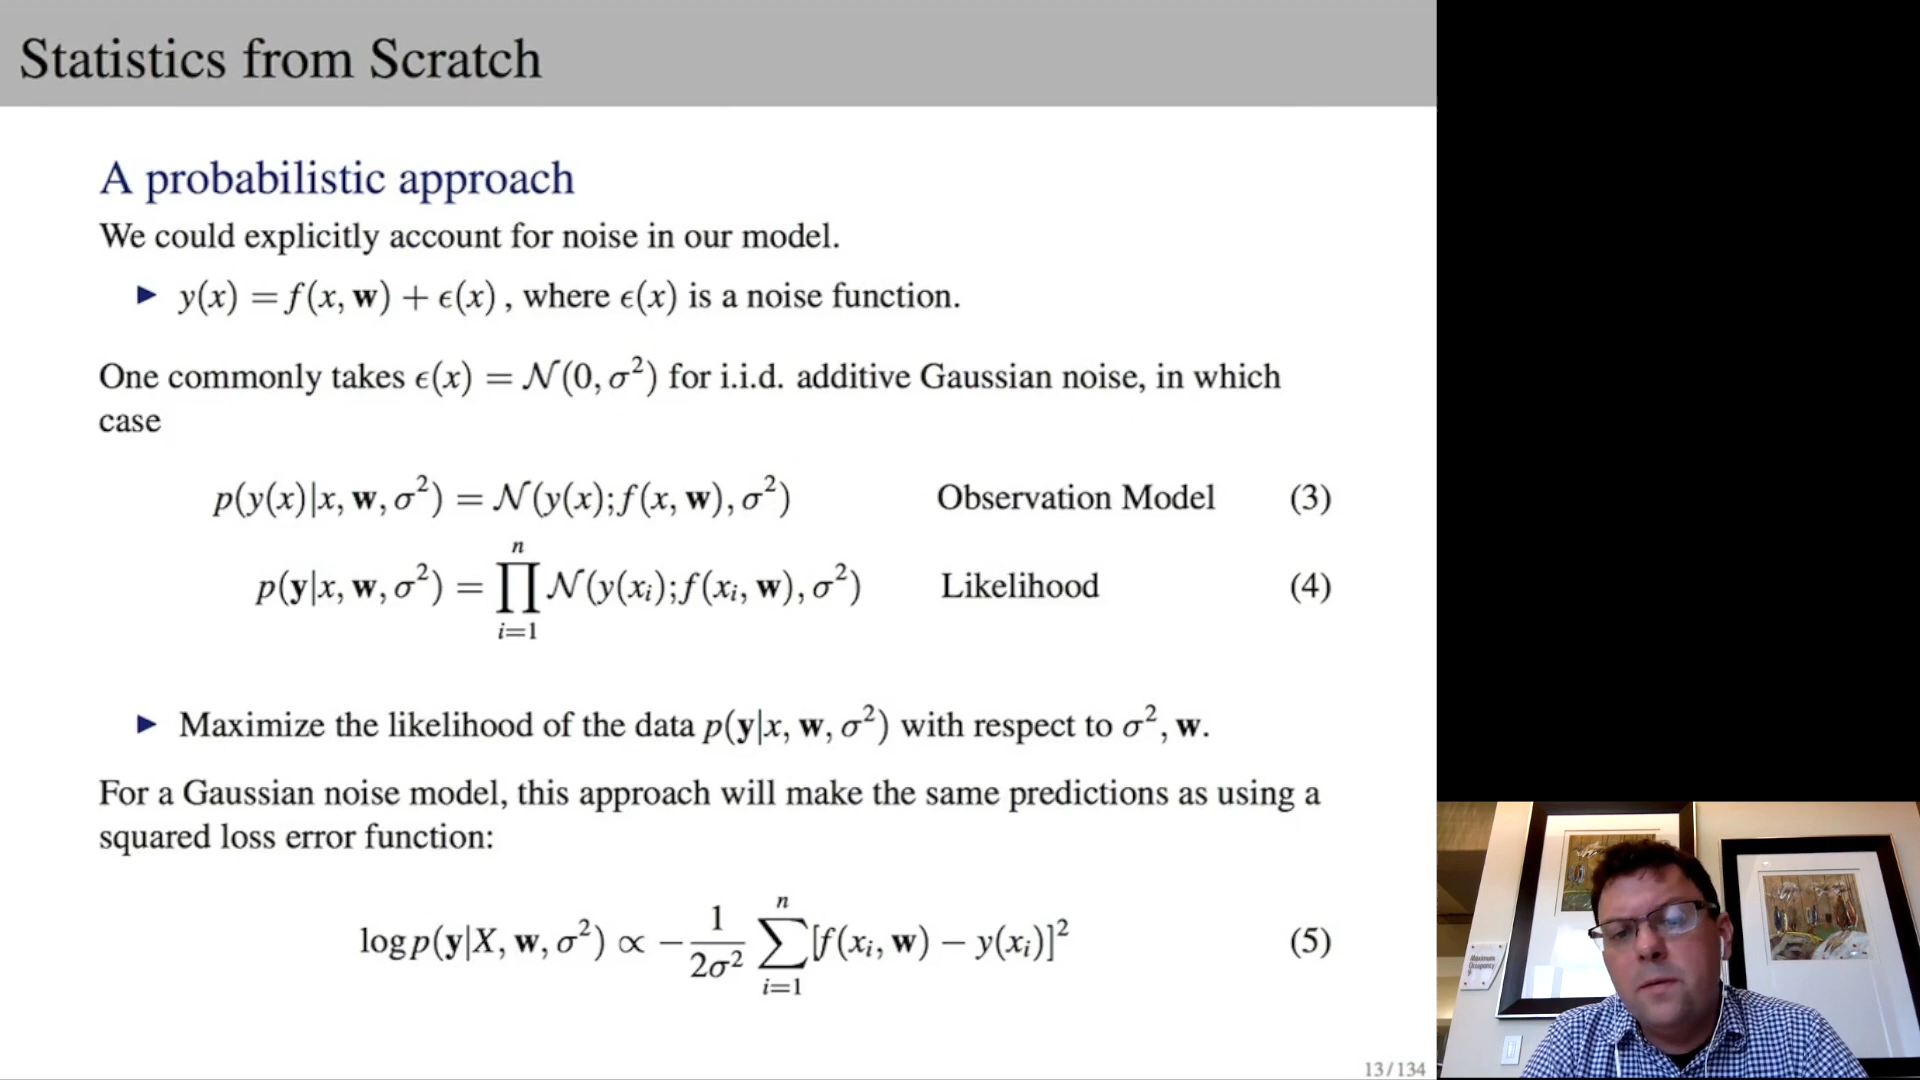 Statistics from Scratch
A probabilistic approach
We could explicitly account for noise in our model.
▶ y(x) = f(x, w) + ϵ(x) , where ϵ(x) is a noise function.
One commonly takes ϵ(x) = 𝒩(0, σ²) for i.i.d. additive Gaussian noise, in which
case
p(y(x)|x, w, σ²) = 𝒩(y(x); f(x, w), σ²) Observation Model (3)
p(y|x, w, σ²) = ∏_{i=1}^{n} 𝒩(y(xᵢ); f(xᵢ, w), σ²) Likelihood (4)
▶ Maximize the likelihood of the data p(y|x, w, σ²) with respect to σ², w.
For a Gaussian noise model, this approach will make the same predictions as using a
squared loss error function:
log p(y|X, w, σ²) ∝ −\frac{1}{2σ²} ∑_{i=1}^{n} [f(xᵢ, w) − y(xᵢ)]² (5)
13/134
Maximum
Occupancy